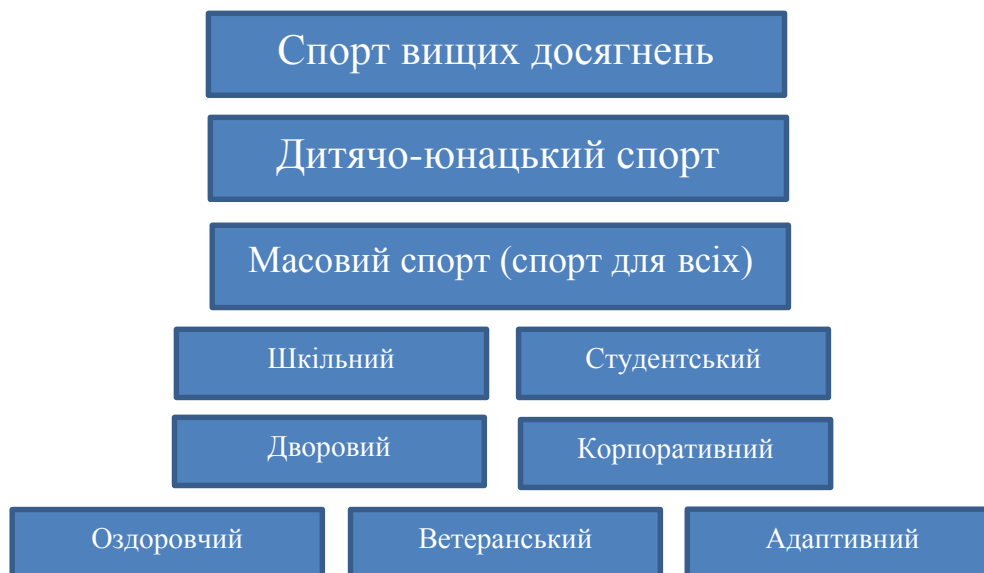 Спорт вищих досягнень
Дитячо-юнацький спорт
Масовий спорт (спорт для всіх)
Шкільний
Студентський
Дворовий
Корпоративний
Оздоровчий
Ветеранський
Адаптивний